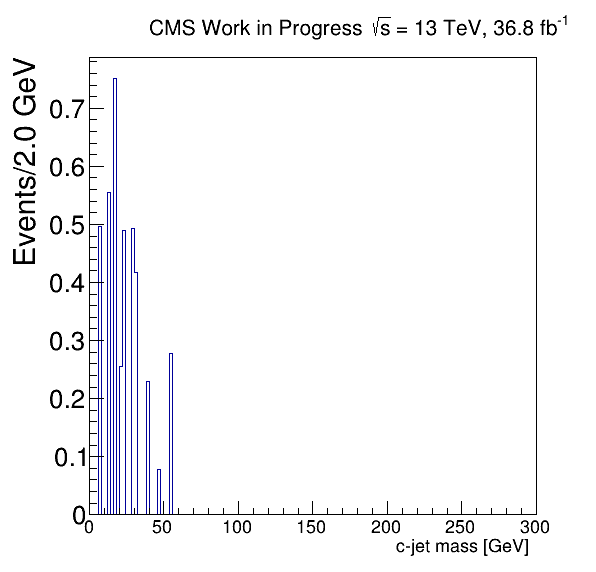 CMS Work in Progress √s = 13 TeV, 36.8 fb⁻¹
Events/2.0 GeV
0.7
0.6
0.5
0.4
0.3
0.2
0.1
0
0 50 100 150 200 250 300
c-jet mass [GeV]